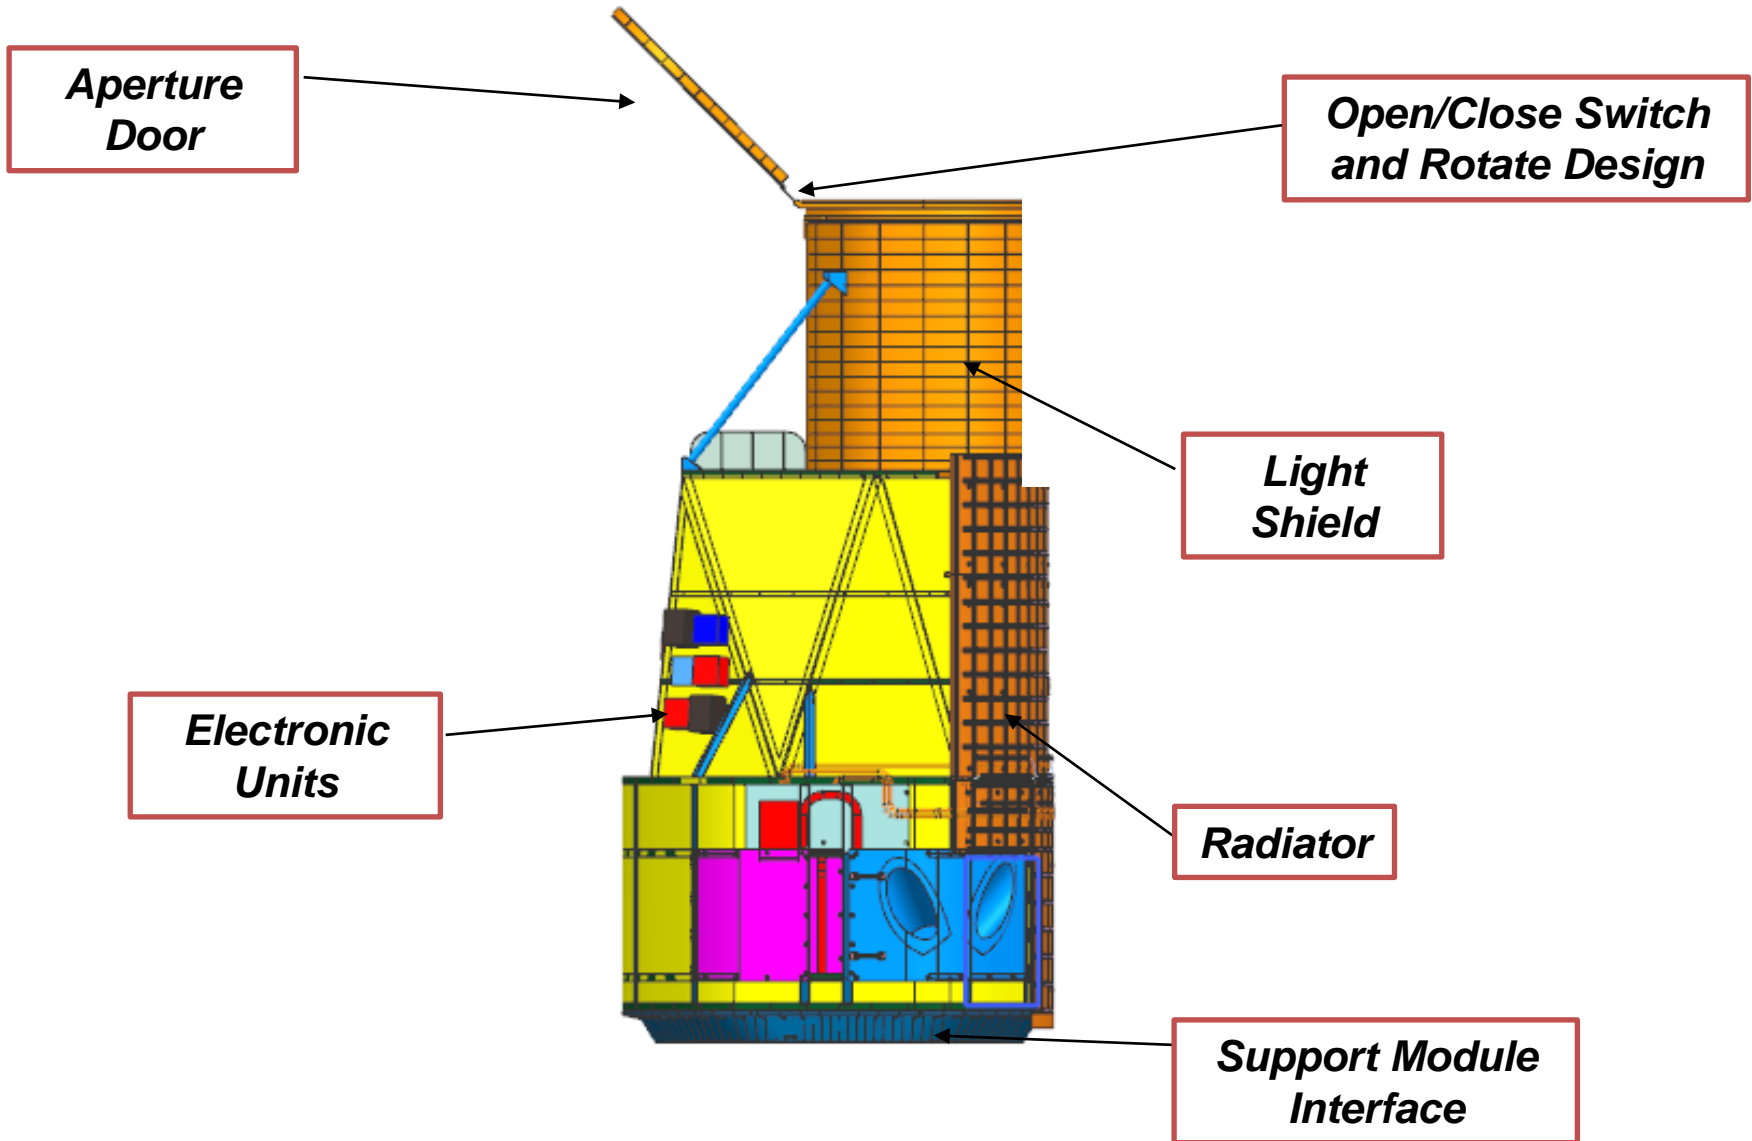 Aperture
Door
Open/Close Switch
and Rotate Design
Light
Shield
Electronic
Units
Radiator
Support Module
Interface